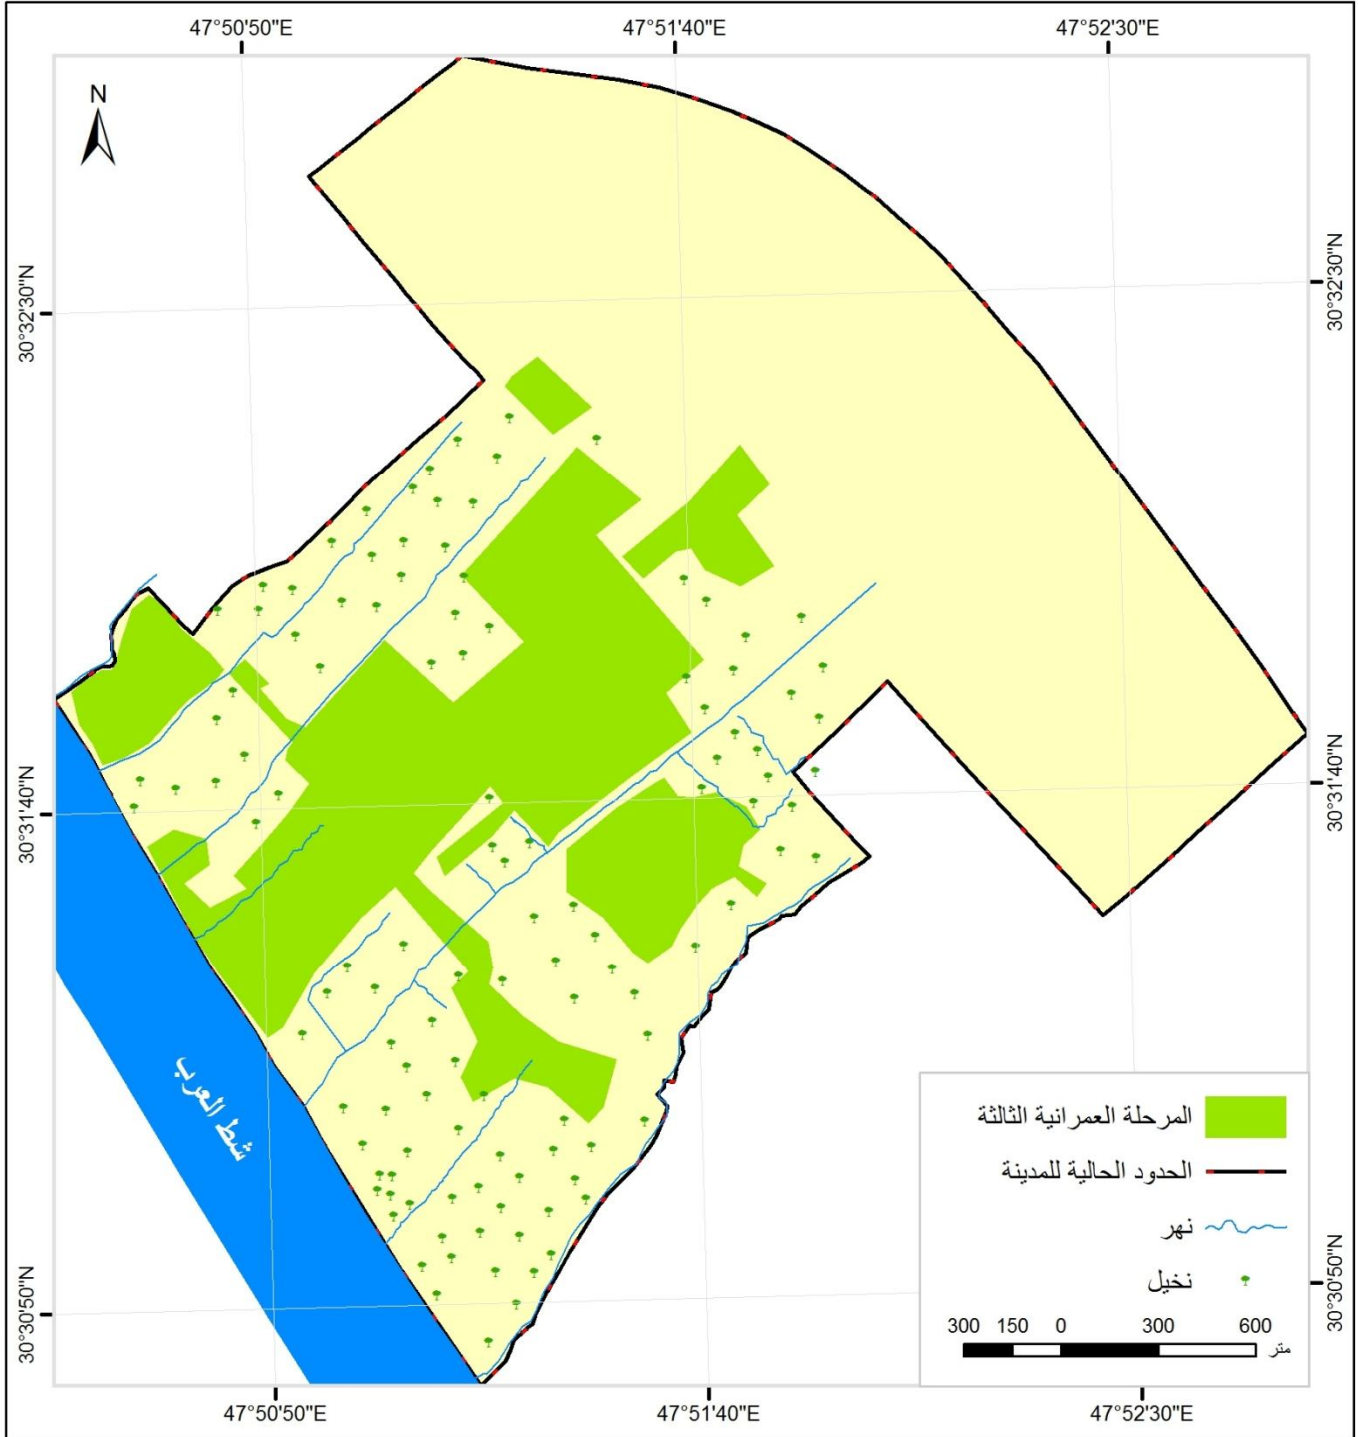 47°50'50"E
47°51'40"E
47°52'30"E
N
30°32'30"N
30°32'30"N
30°31'40"N
30°31'40"N
30°30'50"N
30°30'50"N
شط العرب
المرحلة العمرانية الثالثة
الحدود الحالية للمدينة
نهر
نخيل
300 150 0 300 600
متر
47°50'50"E
47°51'40"E
47°52'30"E